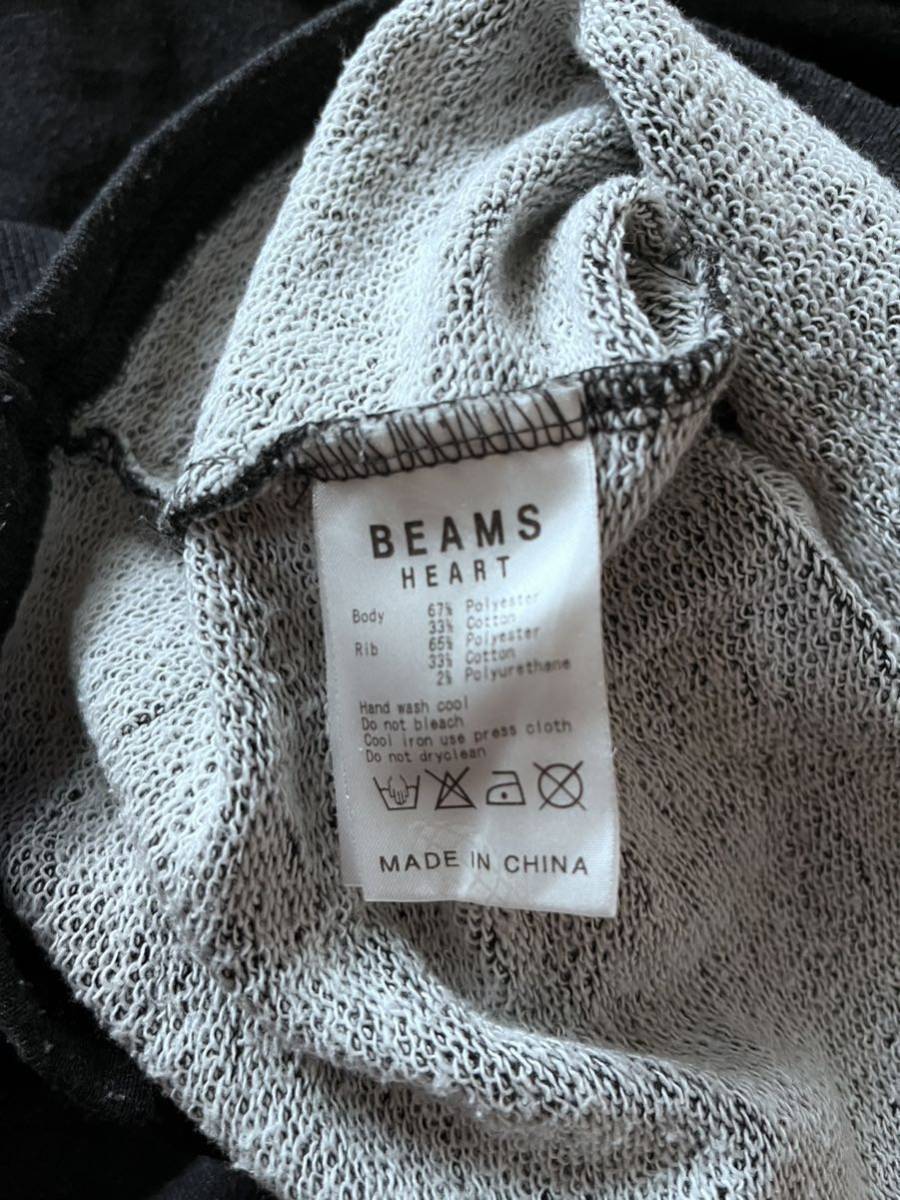 BEAMS
HEART
Body 67% Polyester
33% Cotton
Rib 65% Polyester
33% Cotton
2% Polyurethane
Hand wash cool
Do not bleach
Cool iron use press cloth
Do not dryclean
MADE IN CHINA